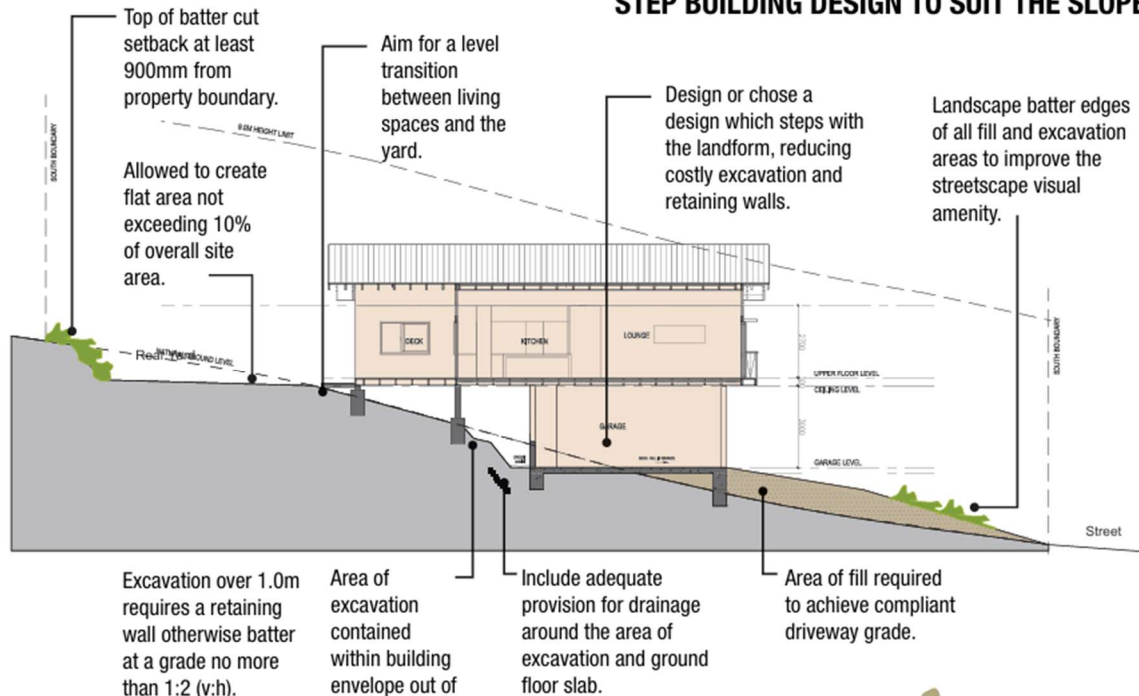 STEP BUILDING DESIGN TO SUIT THE SLOPE
Top of batter cut
setback at least
900mm from
property boundary.
Aim for a level
transition
between living
spaces and the
yard.
Design or chose a
design which steps with
the landform, reducing
costly excavation and
retaining walls.
Landscape batter edges
of all fill and excavation
areas to improve the
streetscape visual
amenity.
SOUTH BOUNDARY
HEIGHT LIMIT
Allowed to create
flat area not
exceeding 10%
of overall site
area.
DECK
KITCHEN
LOUNGE
2700
SOUTH BOUNDARY
UPPER FLOOR LEVEL
CEILING LEVEL
GARAGE
3000
GARAGE LEVEL
Street
Excavation over 1.0m
requires a retaining
wall otherwise batter
at a grade no more
than 1:2 (v:h).
Area of
excavation
contained
within building
envelope out of
Include adequate
provision for drainage
around the area of
excavation and ground
floor slab.
Area of fill required
to achieve compliant
driveway grade.